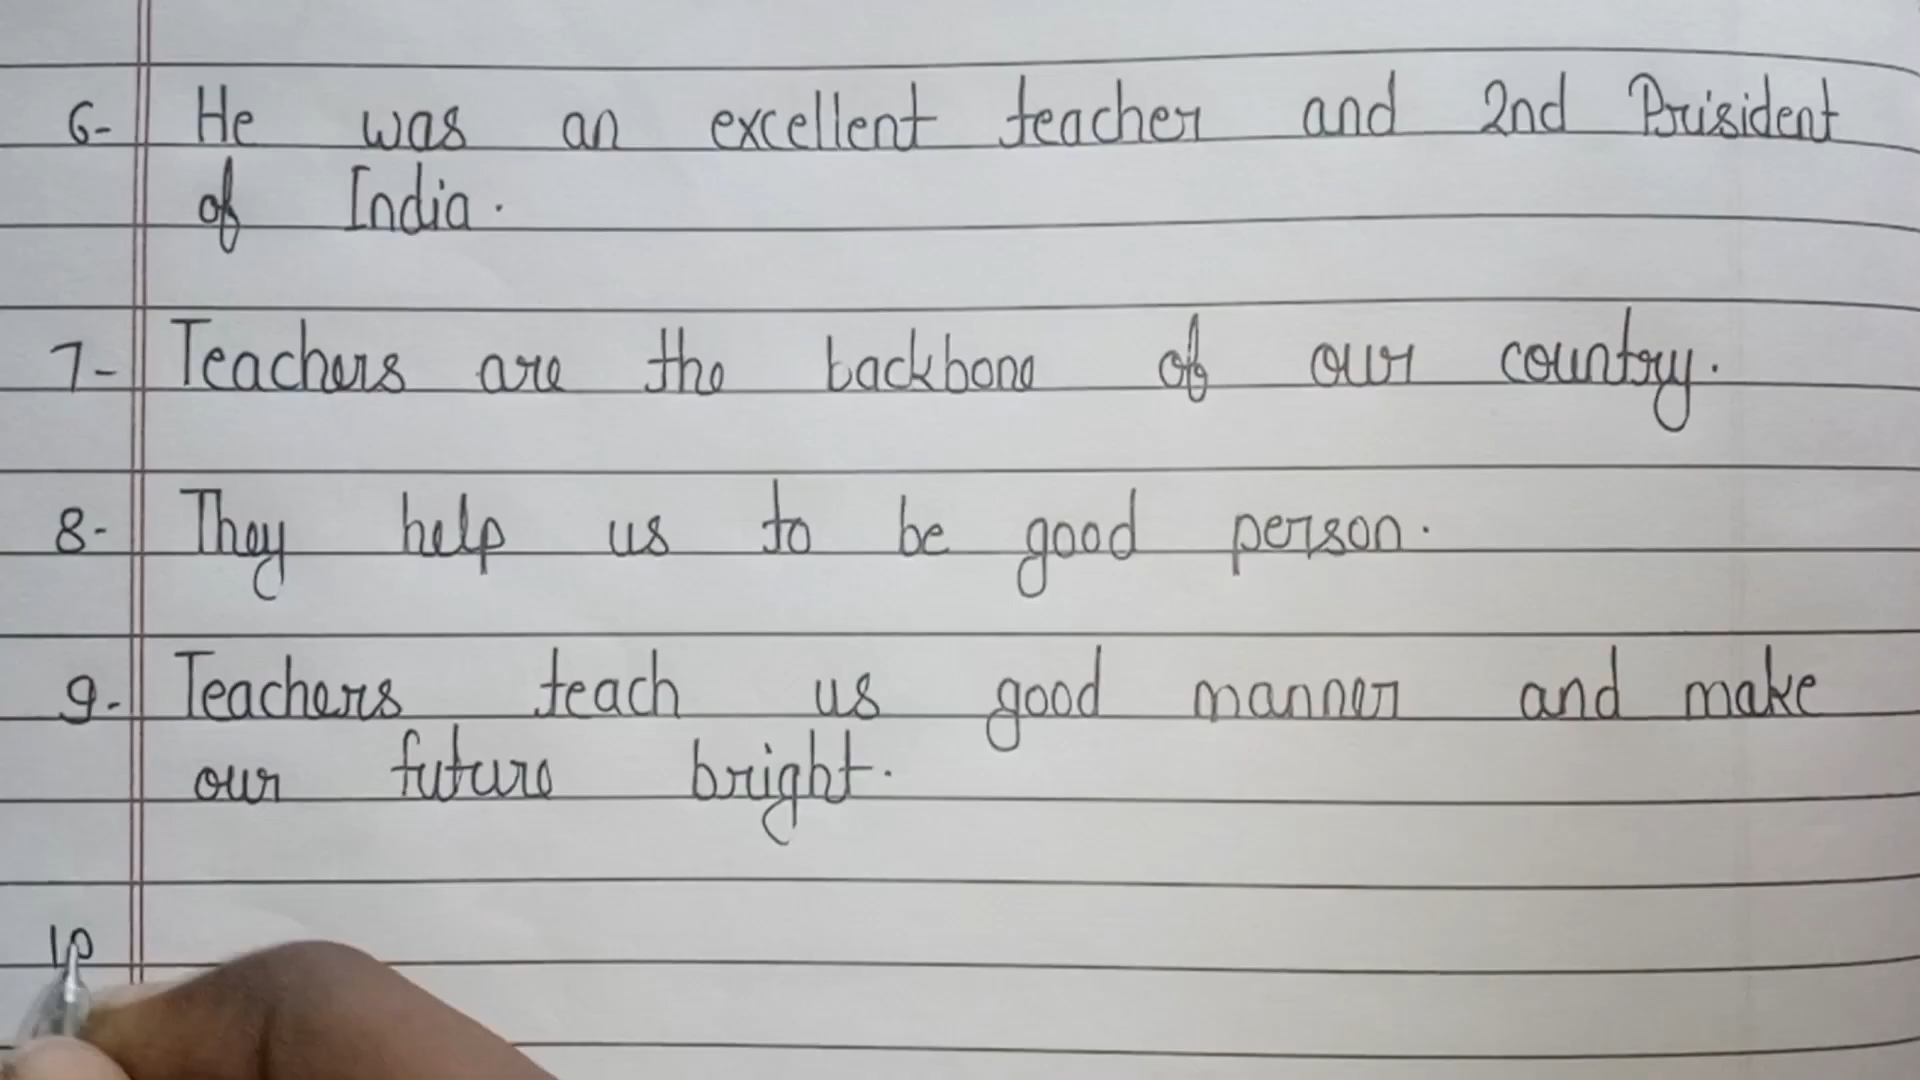 6- He was an excellent teacher and 2nd Prisident
of India.
7- Teachers are the backbone of our country.
8- They help us to be good person.
9- Teachers teach us good manner and make
our future bright.
10